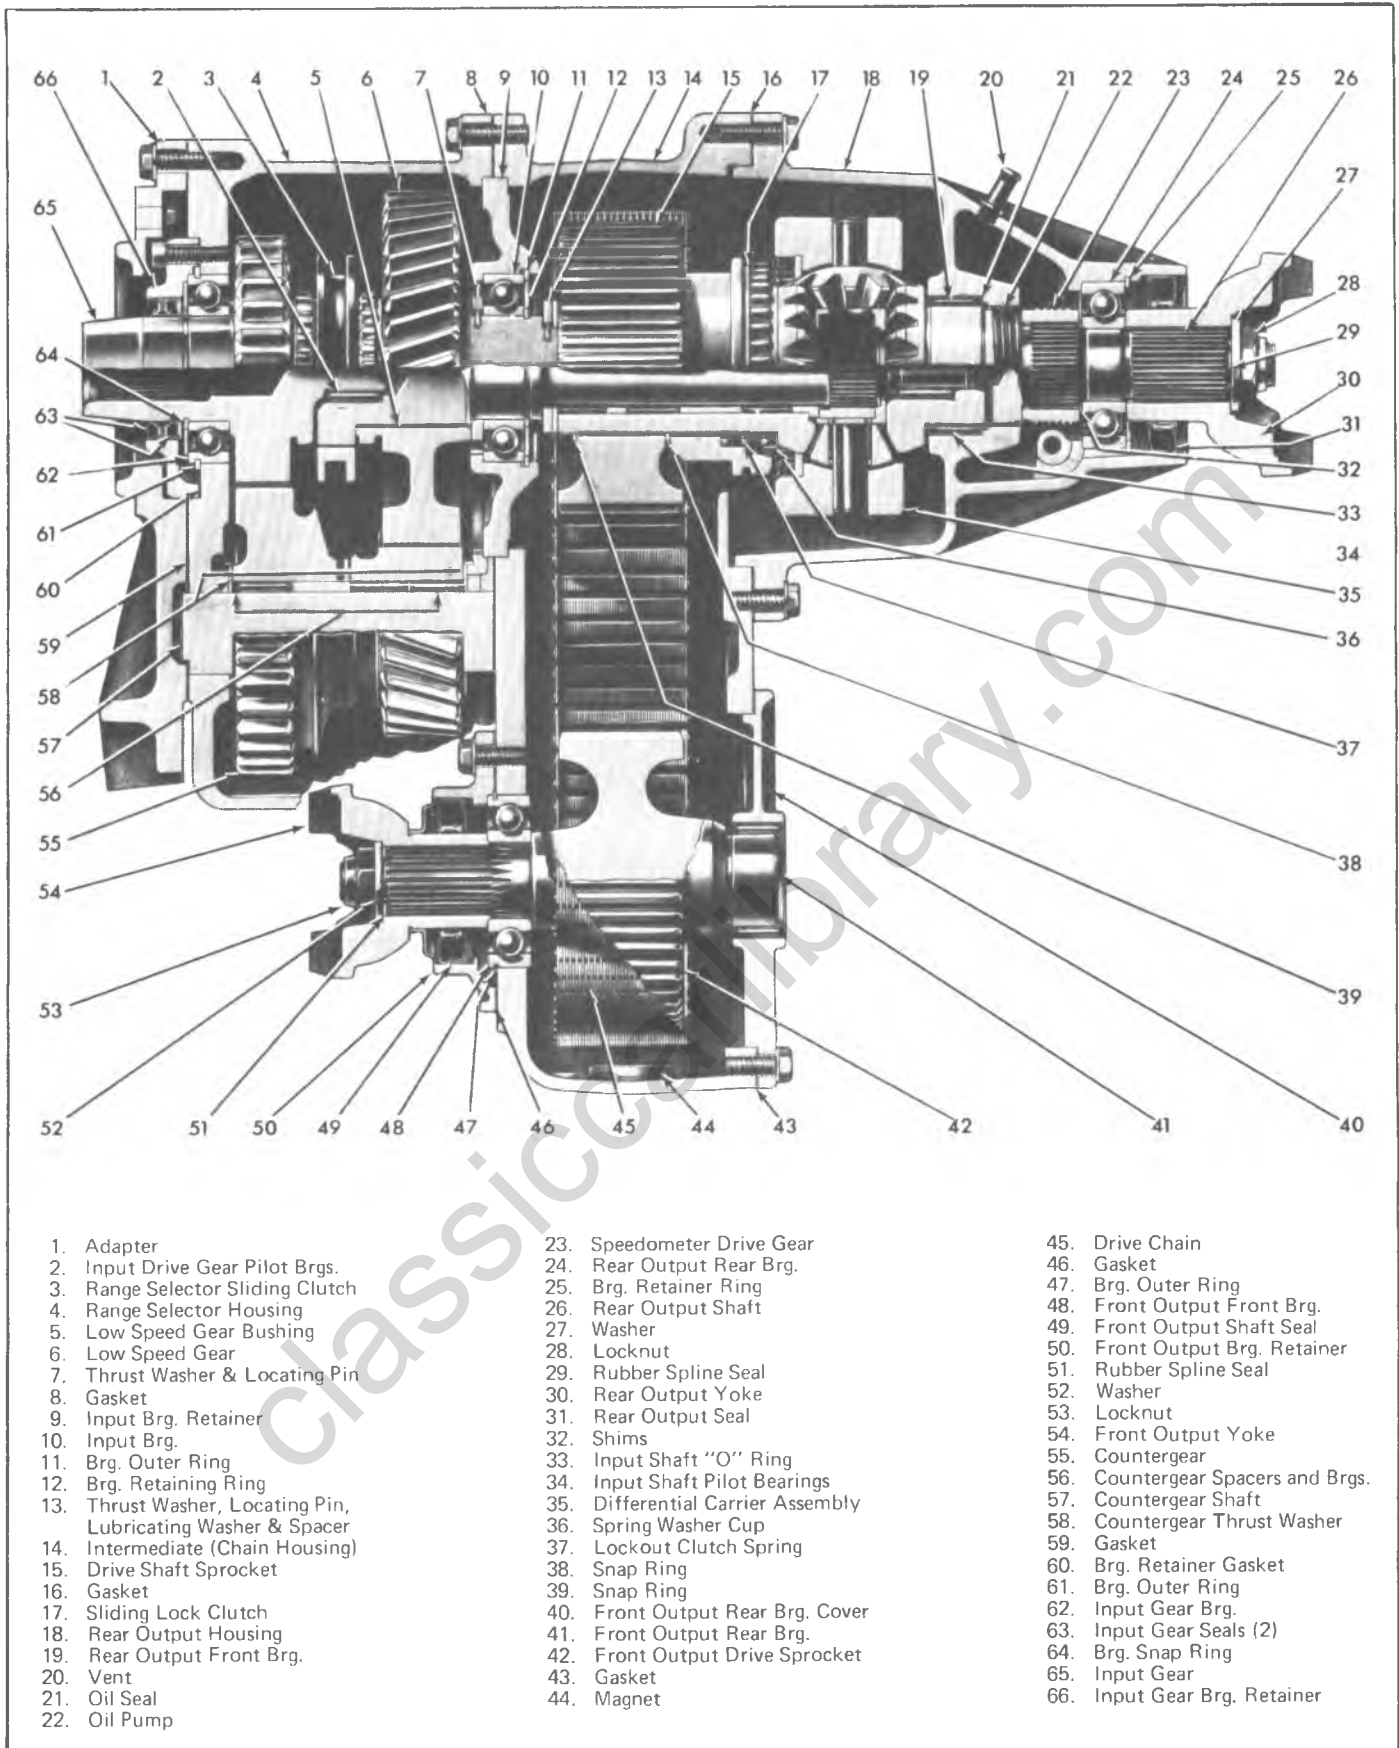 66 1 2 3 4 5 6 7 8 9 10 11 12 13 14 15 16 17 18 19 20 21 22 23 24 25 26
27
65
28
64
29
63
30
31
62
32
61
33
60
34
59
35
58
36
57
37
56
55
38
54
53
39
52 51 50 49 48 47 46 45 44 43 42 41 40
classiccarlibrary.com
1. Adapter
2. Input Drive Gear Pilot Brgs.
3. Range Selector Sliding Clutch
4. Range Selector Housing
5. Low Speed Gear Bushing
6. Low Speed Gear
7. Thrust Washer & Locating Pin
8. Gasket
9. Input Brg. Retainer
10. Input Brg.
11. Brg. Outer Ring
12. Brg. Retaining Ring
13. Thrust Washer, Locating Pin,
Lubricating Washer & Spacer
14. Intermediate (Chain Housing)
15. Drive Shaft Sprocket
16. Gasket
17. Sliding Lock Clutch
18. Rear Output Housing
19. Rear Output Front Brg.
20. Vent
21. Oil Seal
22. Oil Pump
23. Speedometer Drive Gear
24. Rear Output Rear Brg.
25. Brg. Retainer Ring
26. Rear Output Shaft
27. Washer
28. Locknut
29. Rubber Spline Seal
30. Rear Output Yoke
31. Rear Output Seal
32. Shims
33. Input Shaft "O" Ring
34. Input Shaft Pilot Bearings
35. Differential Carrier Assembly
36. Spring Washer Cup
37. Lockout Clutch Spring
38. Snap Ring
39. Snap Ring
40. Front Output Rear Brg. Cover
41. Front Output Rear Brg.
42. Front Output Drive Sprocket
43. Gasket
44. Magnet
45. Drive Chain
46. Gasket
47. Brg. Outer Ring
48. Front Output Front Brg.
49. Front Output Shaft Seal
50. Front Output Brg. Retainer
51. Rubber Spline Seal
52. Washer
53. Locknut
54. Front Output Yoke
55. Countergear
56. Countergear Spacers and Brgs.
57. Countergear Shaft
58. Countergear Thrust Washer
59. Gasket
60. Brg. Retainer Gasket
61. Brg. Outer Ring
62. Input Gear Brg.
63. Input Gear Seals (2)
64. Brg. Snap Ring
65. Input Gear
66. Input Gear Brg. Retainer